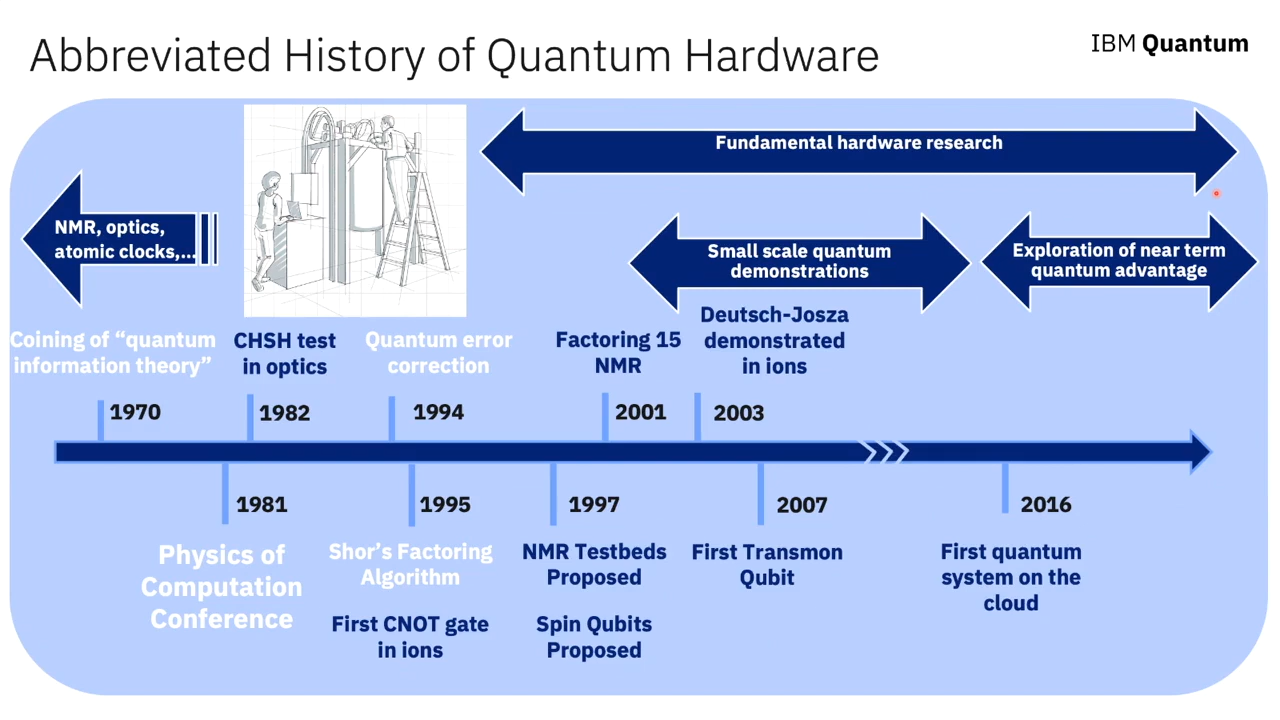 Abbreviated History of Quantum Hardware
IBM Quantum
Fundamental hardware research
NMR, optics,
atomic clocks,...
Small scale quantum
demonstrations
Exploration of near term
quantum advantage
Coining of “quantum
information theory”
CHSH test
in optics
Quantum error
correction
Factoring 15
NMR
Deutsch-Josza
demonstrated
in ions
1970
1982
1994
2001
2003
1981
1995
1997
2007
2016
Physics of
Computation
Conference
Shor’s Factoring
Algorithm
First CNOT gate
in ions
NMR Testbeds
Proposed
Spin Qubits
Proposed
First Transmon
Qubit
First quantum
system on the
cloud